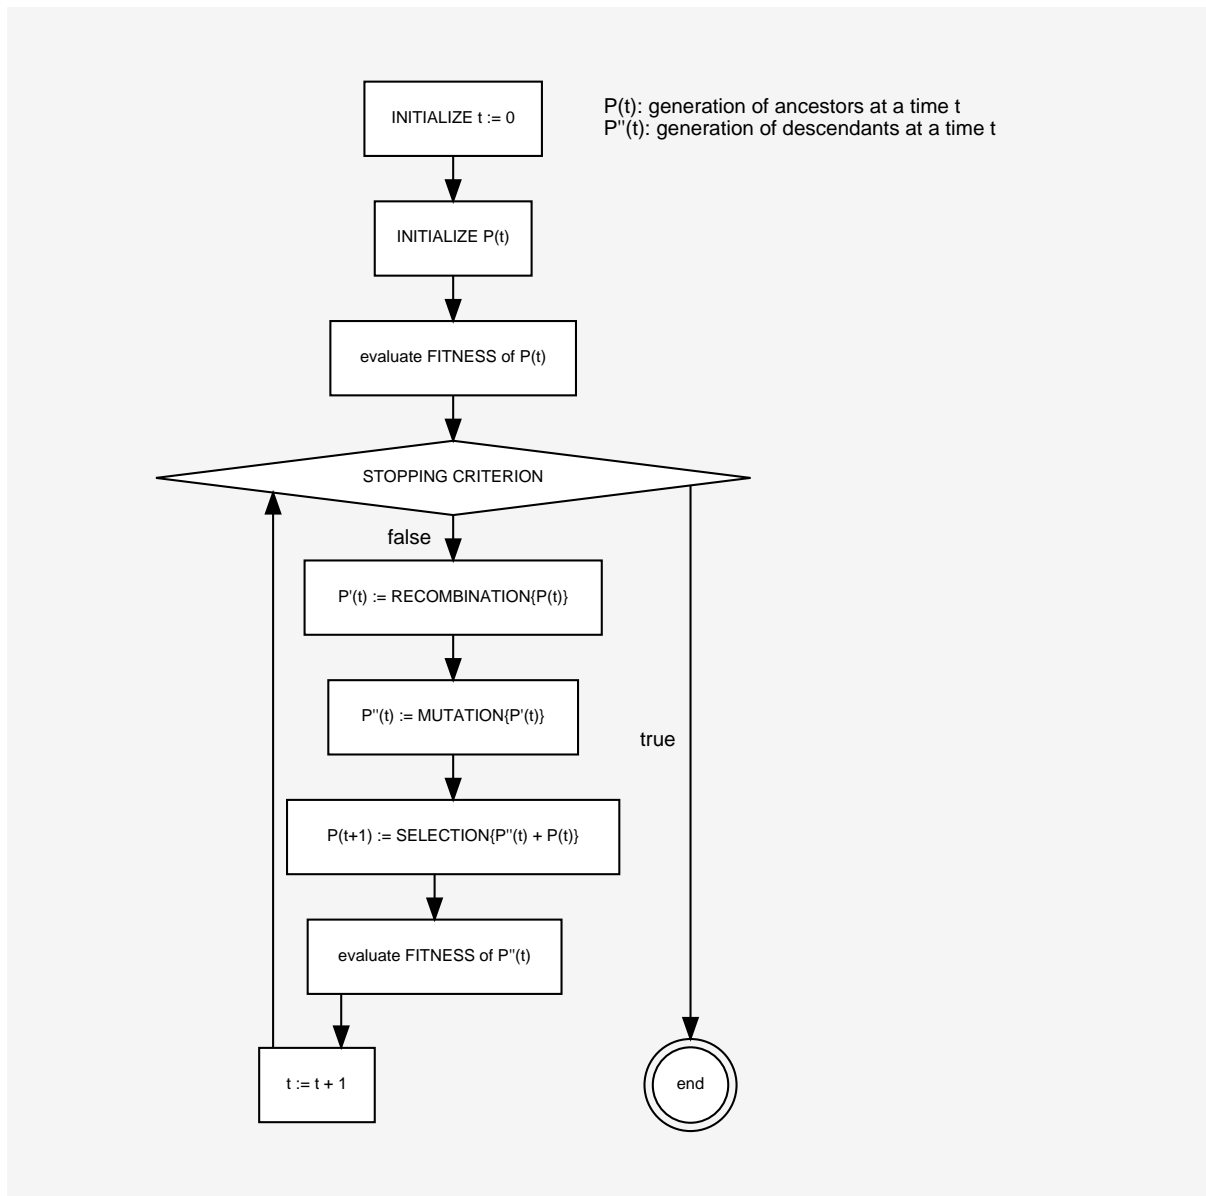 INITIALIZE t := 0
P(t): generation of ancestors at a time t
P''(t): generation of descendants at a time t
INITIALIZE P(t)
evaluate FITNESS of P(t)
STOPPING CRITERION
false
P'(t) := RECOMBINATION{P(t)}
P''(t) := MUTATION{P'(t)}
true
P(t+1) := SELECTION{P''(t) + P(t)}
evaluate FITNESS of P''(t)
t := t + 1
end